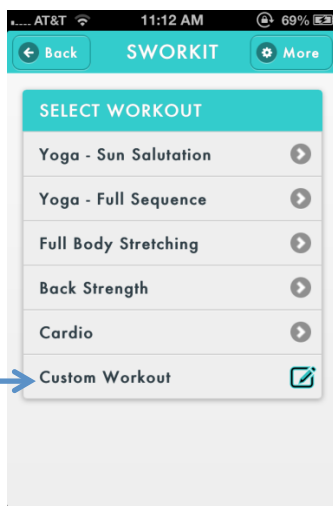 AT&T 11:12 AM 69%
Back SWORKIT More
SELECT WORKOUT
Yoga - Sun Salutation
Yoga - Full Sequence
Full Body Stretching
Back Strength
Cardio
Custom Workout